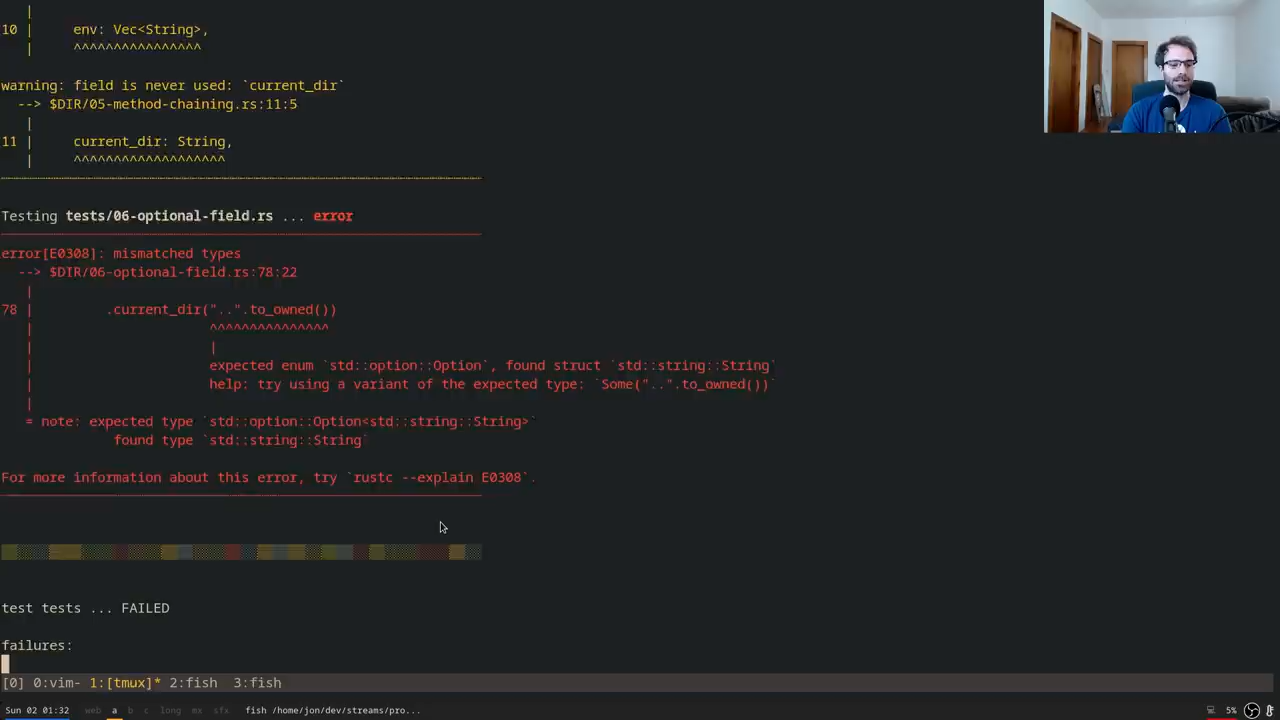 |
10 |     env: Vec<String>,
   |     ^^^^^^^^^^^^^^^^
warning: field is never used: `current_dir`
  --> $DIR/05-method-chaining.rs:11:5
   |
11 |     current_dir: String,
   |     ^^^^^^^^^^^^^^^^^^^
Testing tests/06-optional-field.rs ... error
error[E0308]: mismatched types
  --> $DIR/06-optional-field.rs:78:22
   |
78 |         .current_dir("..".to_owned())
   |                      ^^^^^^^^^^^^^^^
   |                      |
   |                      expected enum `std::option::Option`, found struct `std::string::String`
   |                      help: try using a variant of the expected type: `Some("..".to_owned())`
   |
   = note: expected type `std::option::Option<std::string::String>`
              found type `std::string::String`
For more information about this error, try `rustc --explain E0308`.
test tests ... FAILED
failures:
[0] 0:vim- 1:[tmux]* 2:fish  3:fish
Sun 02 01:32 web a b c long mx sfx fish /home/jon/dev/streams/pro... 5%